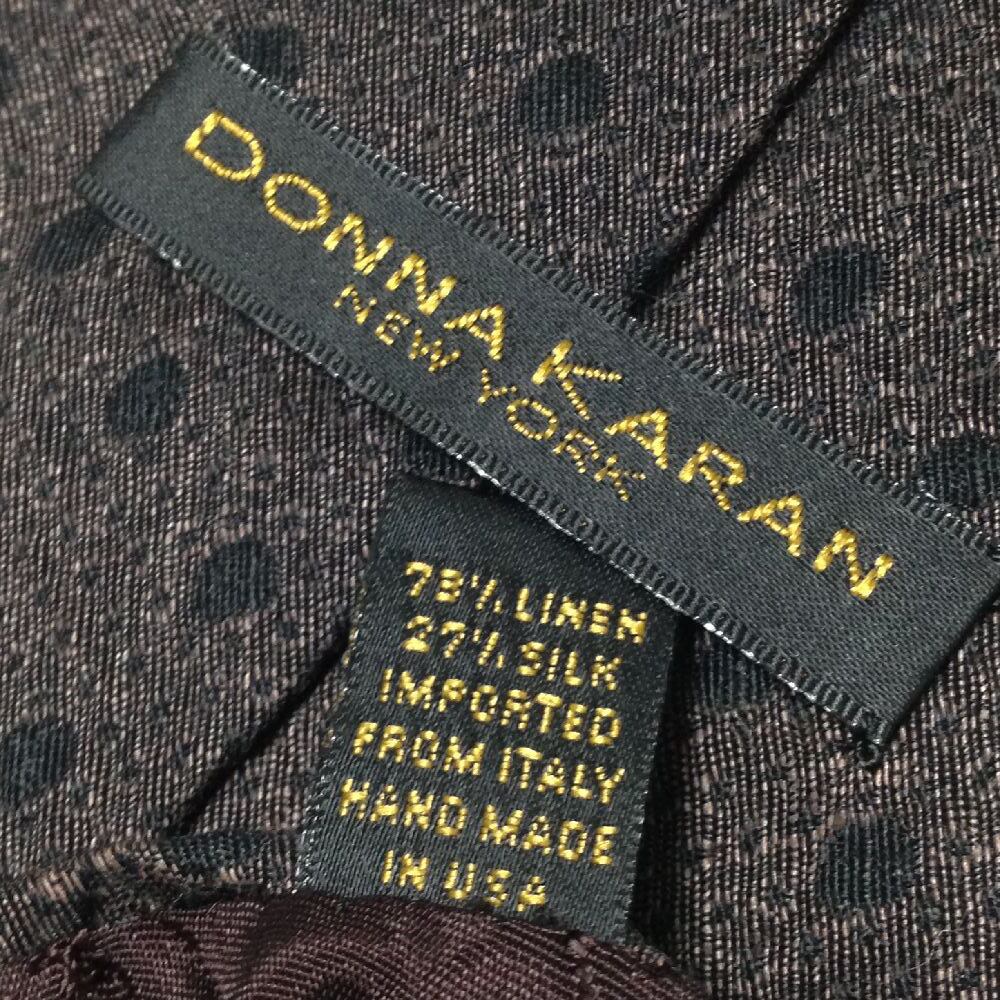 DONNA KARAN
NEW YORK
73% LINEN
27% SILK
IMPORTED
FROM ITALY
HAND MADE
IN USA